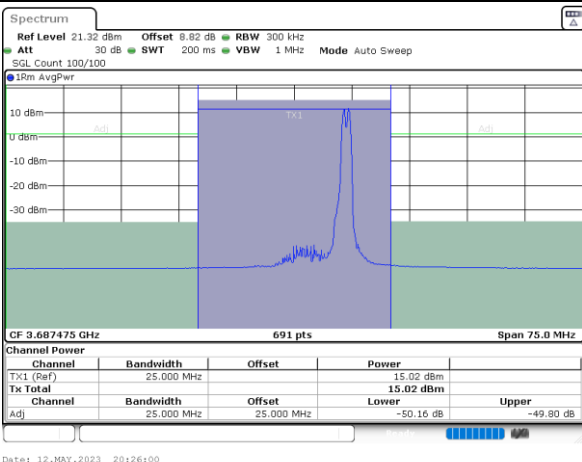 Spectrum
Ref Level 21.32 dBm Offset 8.82 dB RBW 300 kHz
Att 30 dB SWT 200 ms VBW 1 MHz Mode Auto Sweep
SGL Count 100/100
1Rm AvgPwr
TX1
10 dBm
Adj Adj
0 dBm
-10 dBm
-20 dBm
-30 dBm
CF 3.687475 GHz 691 pts Span 75.0 MHz
Channel Power
Channel Bandwidth Offset Power
TX1 (Ref) 25.000 MHz 15.02 dBm
Tx Total 15.02 dBm
Channel Bandwidth Offset Lower Upper
Adj 25.000 MHz 25.000 MHz -50.16 dB -49.80 dB
Date: 12.MAY.2023 20:26:00